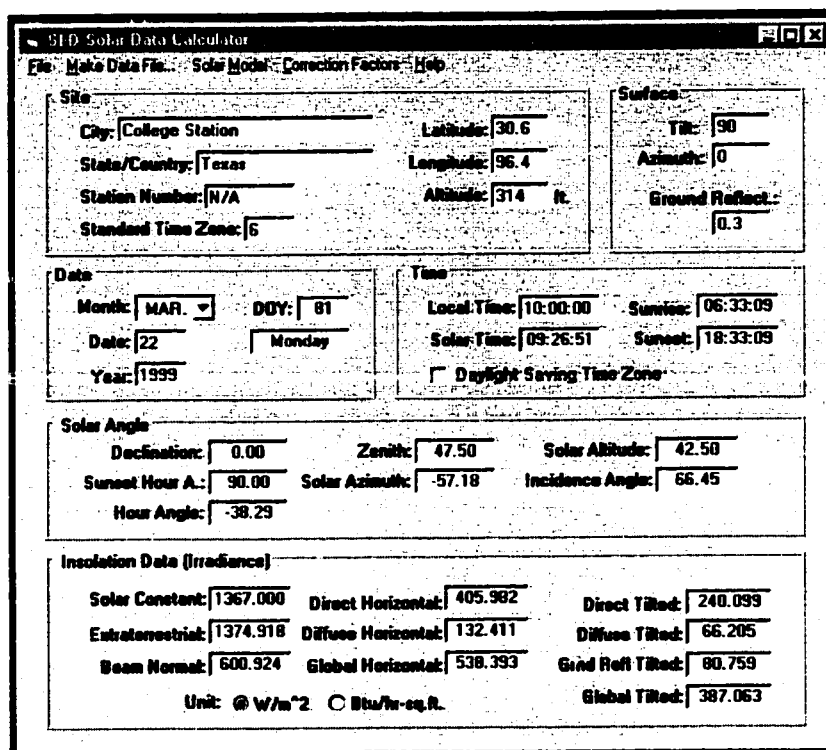 SED Solar Data Calculator
File Make Data File... Solar Model Correction Factors Help
Site
City: College Station
State/Country: Texas
Station Number: N/A
Standard Time Zone: 6
Latitude: 30.6
Longitude: 96.4
Altitude: 314 ft.
Surface
Tilt: 90
Azimuth: 0
Ground Reflect.:
0.3
Date
Month: MAR. DOY: 81
Date: 22 Monday
Year: 1999
Time
Local Time: 10:00:00 Sunrise: 06:33:09
Solar Time: 09:26:51 Sunset: 18:33:09
Daylight Saving Time Zone
Solar Angle
Declination: 0.00 Zenith: 47.50 Solar Altitude: 42.50
Sunset Hour A.: 90.00 Solar Azimuth: -57.18 Incidence Angle: 66.45
Hour Angle: -38.29
Insolation Data (Irradiance)
Solar Constant: 1367.000 Direct Horizontal: 405.982 Direct Tilted: 240.099
Extraterrestrial: 1374.918 Diffuse Horizontal: 132.411 Diffuse Tilted: 66.205
Beam Normal: 600.924 Global Horizontal: 538.393 Grnd Reft Tilted: 80.759
Unit: W/m^2 Btu/hr-sq.ft. Global Tilted: 387.063